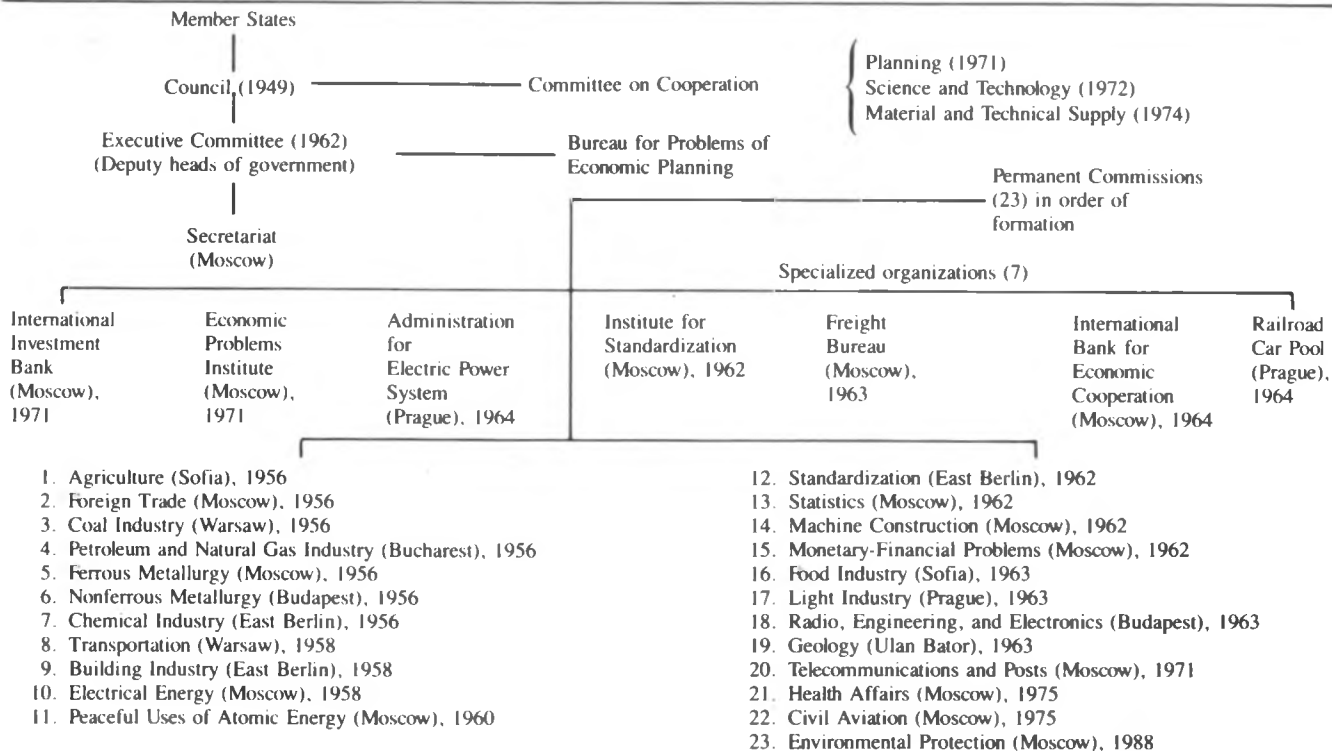 Member States
Council (1949)
Committee on Cooperation
Planning (1971)
Science and Technology (1972)
Material and Technical Supply (1974)
Executive Committee (1962)
(Deputy heads of government)
Bureau for Problems of
Economic Planning
Permanent Commissions
(23) in order of
formation
Secretariat
(Moscow)
Specialized organizations (7)
International
Investment
Bank
(Moscow),
1971
Economic
Problems
Institute
(Moscow),
1971
Administration
for
Electric Power
System
(Prague), 1964
Institute for
Standardization
(Moscow), 1962
Freight
Bureau
(Moscow),
1963
International
Bank for
Economic
Cooperation
(Moscow), 1964
Railroad
Car Pool
(Prague),
1964
1. Agriculture (Sofia), 1956
2. Foreign Trade (Moscow), 1956
3. Coal Industry (Warsaw), 1956
4. Petroleum and Natural Gas Industry (Bucharest), 1956
5. Ferrous Metallurgy (Moscow), 1956
6. Nonferrous Metallurgy (Budapest), 1956
7. Chemical Industry (East Berlin), 1956
8. Transportation (Warsaw), 1958
9. Building Industry (East Berlin), 1958
10. Electrical Energy (Moscow), 1958
11. Peaceful Uses of Atomic Energy (Moscow), 1960
12. Standardization (East Berlin), 1962
13. Statistics (Moscow), 1962
14. Machine Construction (Moscow), 1962
15. Monetary-Financial Problems (Moscow), 1962
16. Food Industry (Sofia), 1963
17. Light Industry (Prague), 1963
18. Radio, Engineering, and Electronics (Budapest), 1963
19. Geology (Ulan Bator), 1963
20. Telecommunications and Posts (Moscow), 1971
21. Health Affairs (Moscow), 1975
22. Civil Aviation (Moscow), 1975
23. Environmental Protection (Moscow), 1988